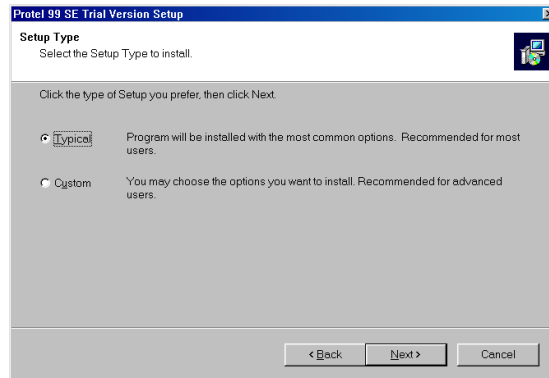 Protel 99 SE Trial Version Setup
Setup Type
Select the Setup Type to install.
Click the type of Setup you prefer, then click Next.
Typical Program will be installed with the most common options. Recommended for most
users.
Custom You may choose the options you want to install. Recommended for advanced
users.
< Back Next > Cancel